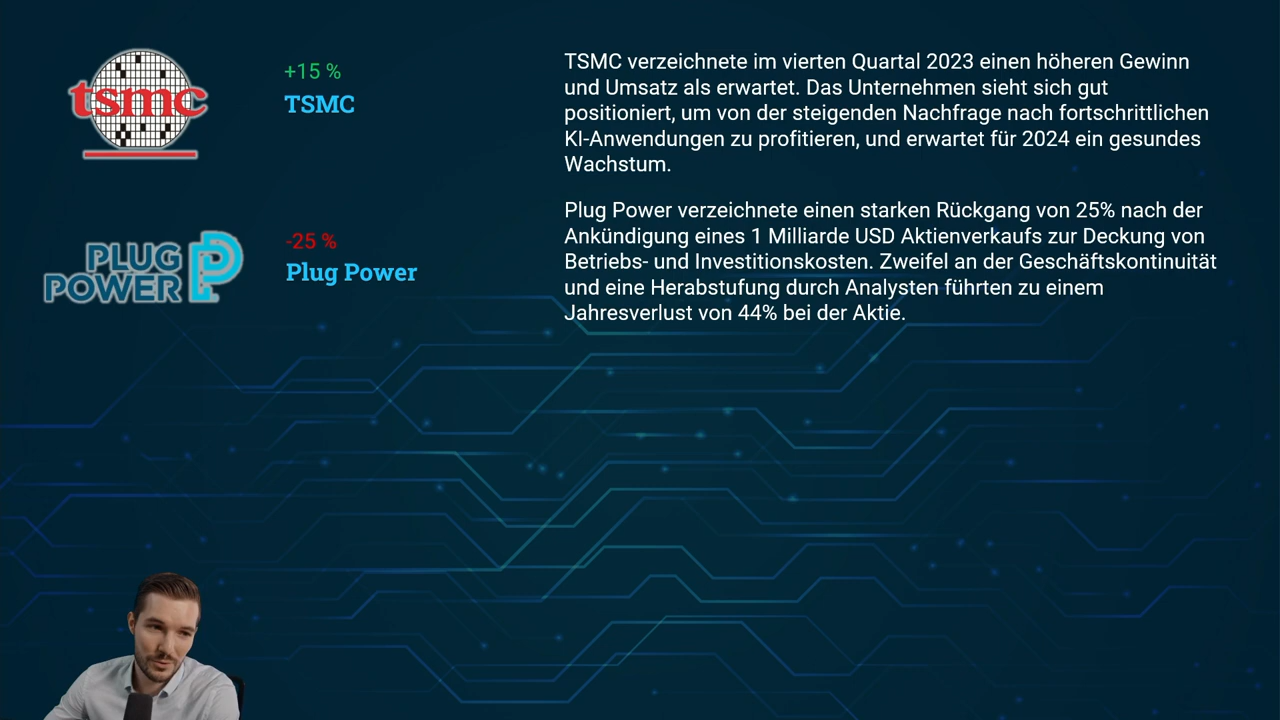 tsmc
+15 %
TSMC
TSMC verzeichnete im vierten Quartal 2023 einen höheren Gewinn
und Umsatz als erwartet. Das Unternehmen sieht sich gut
positioniert, um von der steigenden Nachfrage nach fortschrittlichen
KI-Anwendungen zu profitieren, und erwartet für 2024 ein gesundes
Wachstum.
PLUG
POWER
-25 %
Plug Power
Plug Power verzeichnete einen starken Rückgang von 25% nach der
Ankündigung eines 1 Milliarde USD Aktienverkaufs zur Deckung von
Betriebs- und Investitionskosten. Zweifel an der Geschäftskontinuität
und eine Herabstufung durch Analysten führten zu einem
Jahresverlust von 44% bei der Aktie.